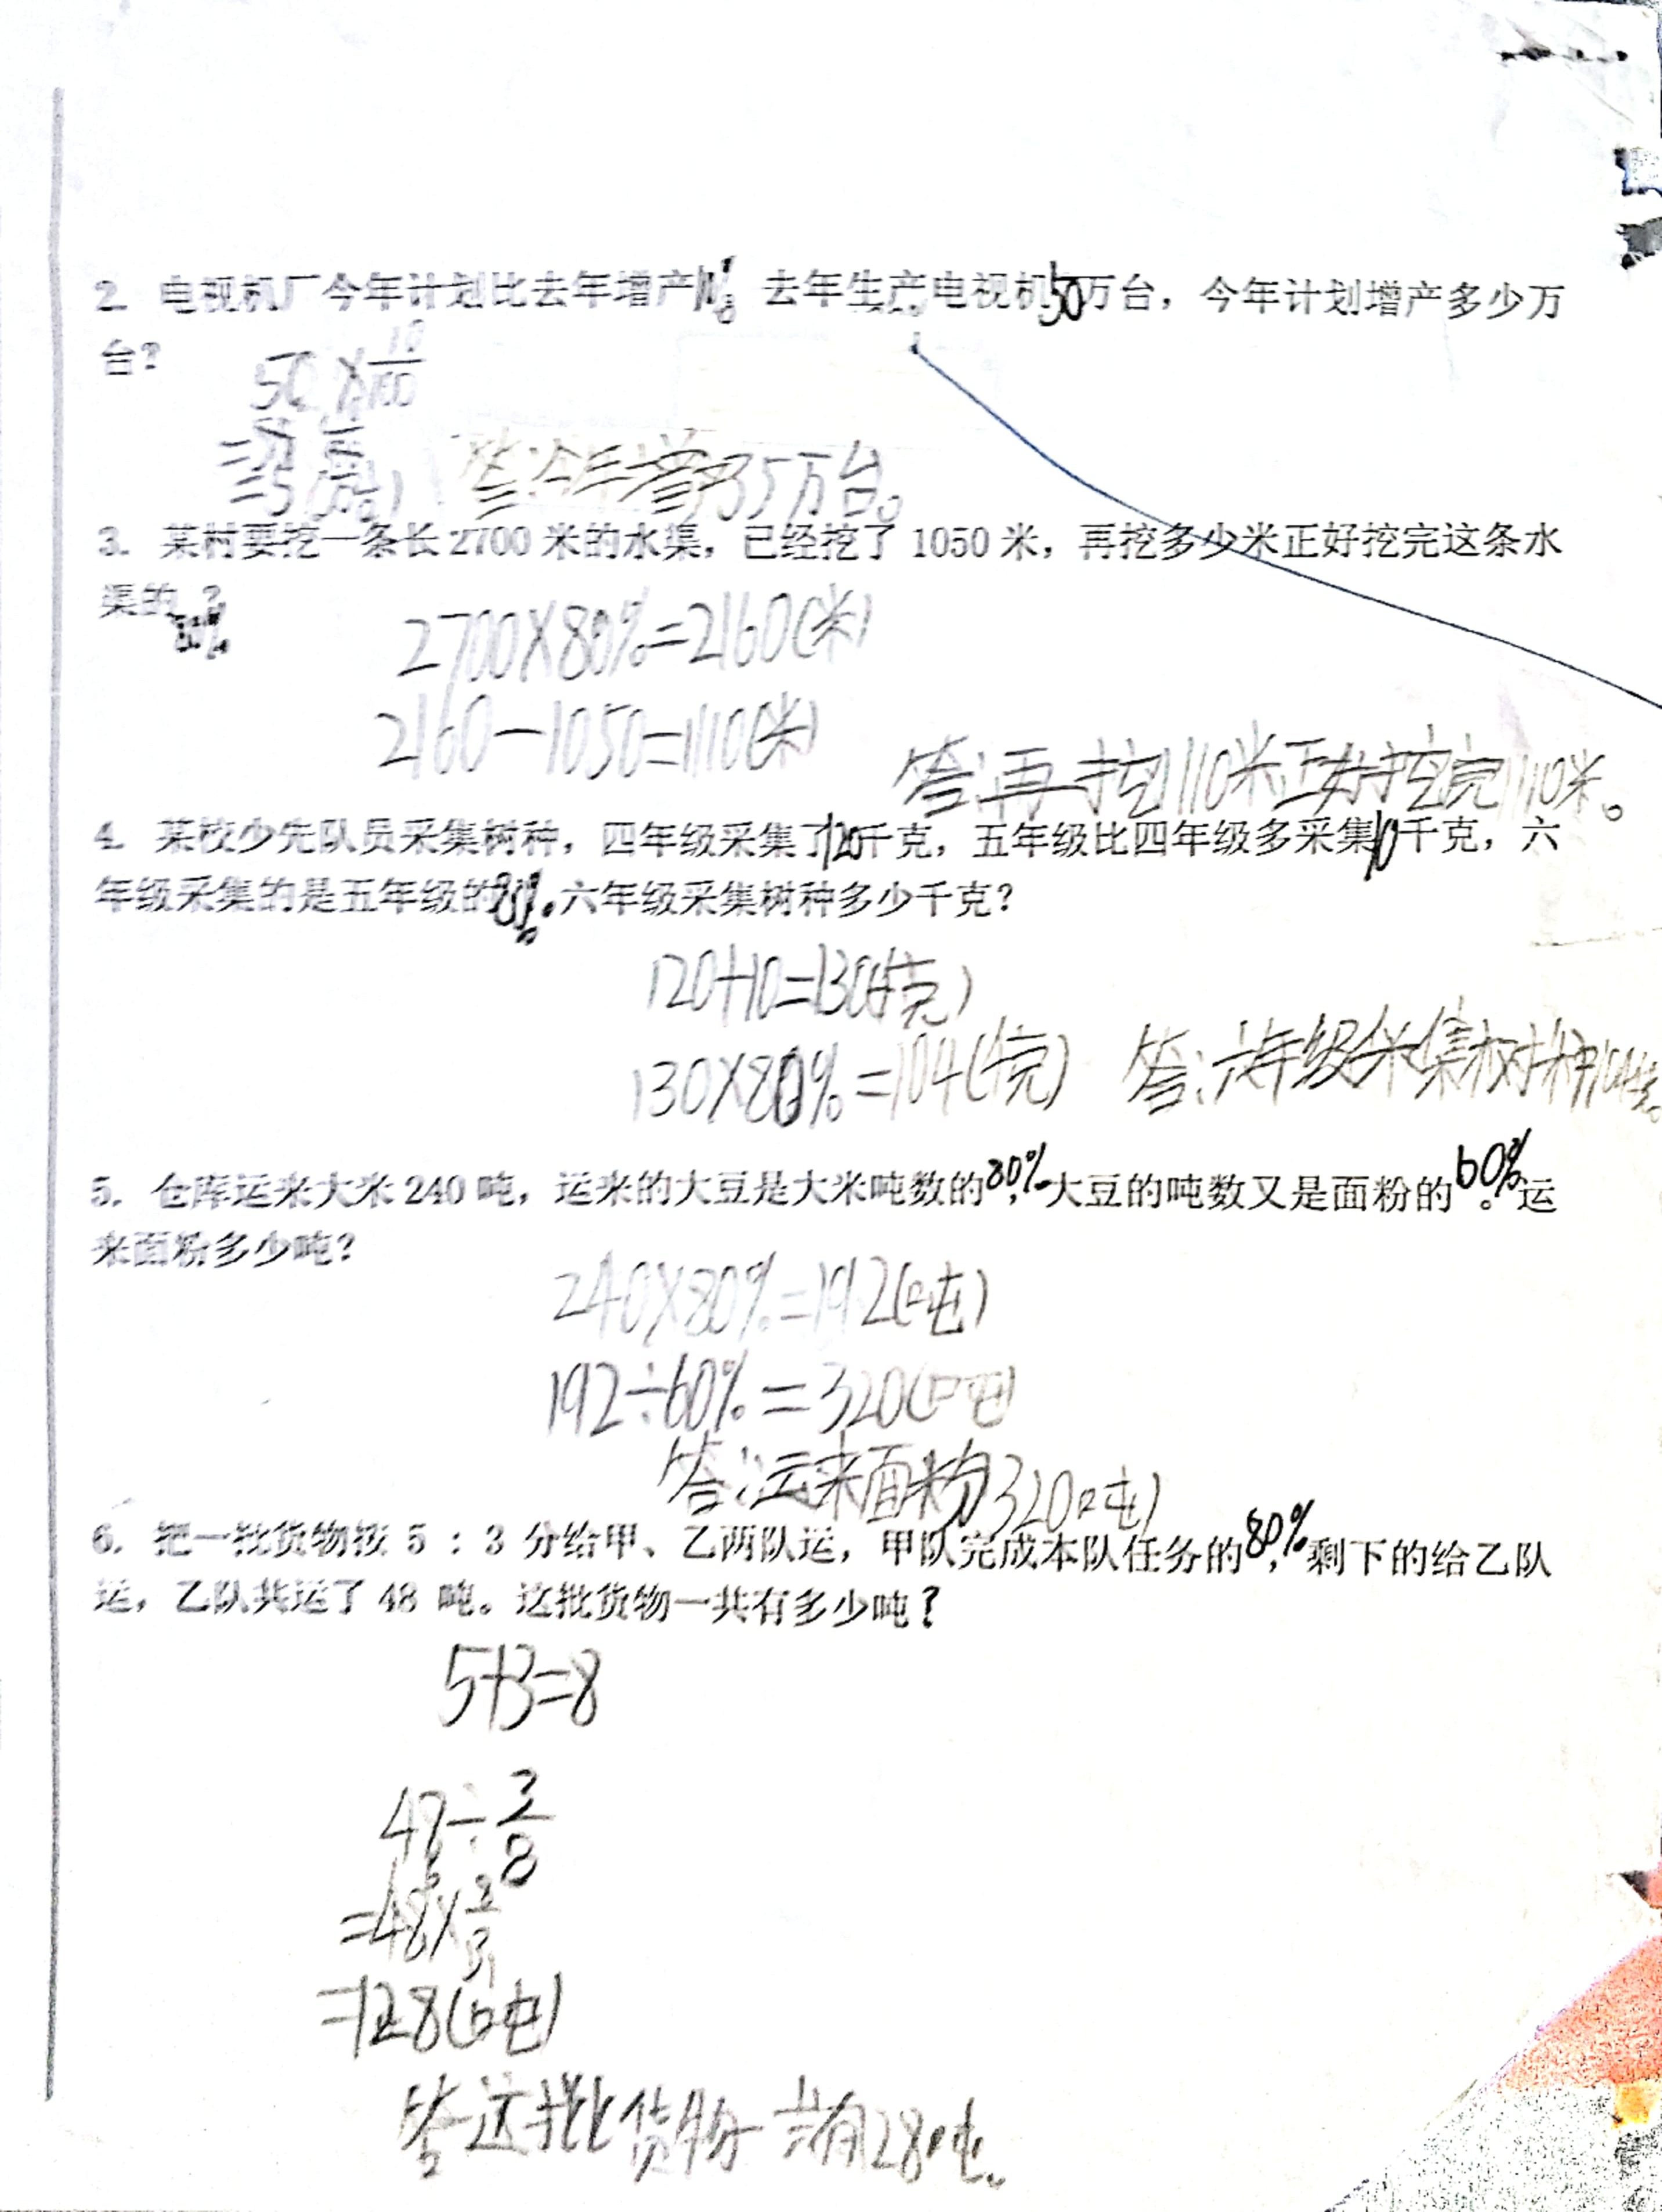 2. 电视机厂今年计划比去年增产 去年生产电视机50万台，今年计划增产多少万
台？
50×10/100
=5(万台)
答：今年增产5万台。
3. 某村要挖一条长2700米的水渠，已经挖了1050米，再挖多少米正好挖完这条水
渠的80%？
2700×80%=2160(米)
2160-1050=1110(米)
答：再挖1110米正好挖完1110米。
4. 某校少先队员采集树种，四年级采集了120千克，五年级比四年级多采集10千克，六
年级采集的是五年级的80%。六年级采集树种多少千克？
120+10=130(千克)
130×80%=104(千克)
答：六年级采集树种104千克。
5. 仓库运来大米240吨，运来的大豆是大米吨数的80%，大豆的吨数又是面粉的60%。运
来面粉多少吨？
240×80%=192(吨)
192÷60%=320(吨)
答：运来面粉320吨)
6. 把一批货物按5：3分给甲、乙两队运，甲队完成本队任务的80%，剩下的给乙队
运，乙队共运了48吨。这批货物一共有多少吨？
5+3=8
48÷3/8
=48×8/3
=128(吨)
答这批货物一共有128吨。